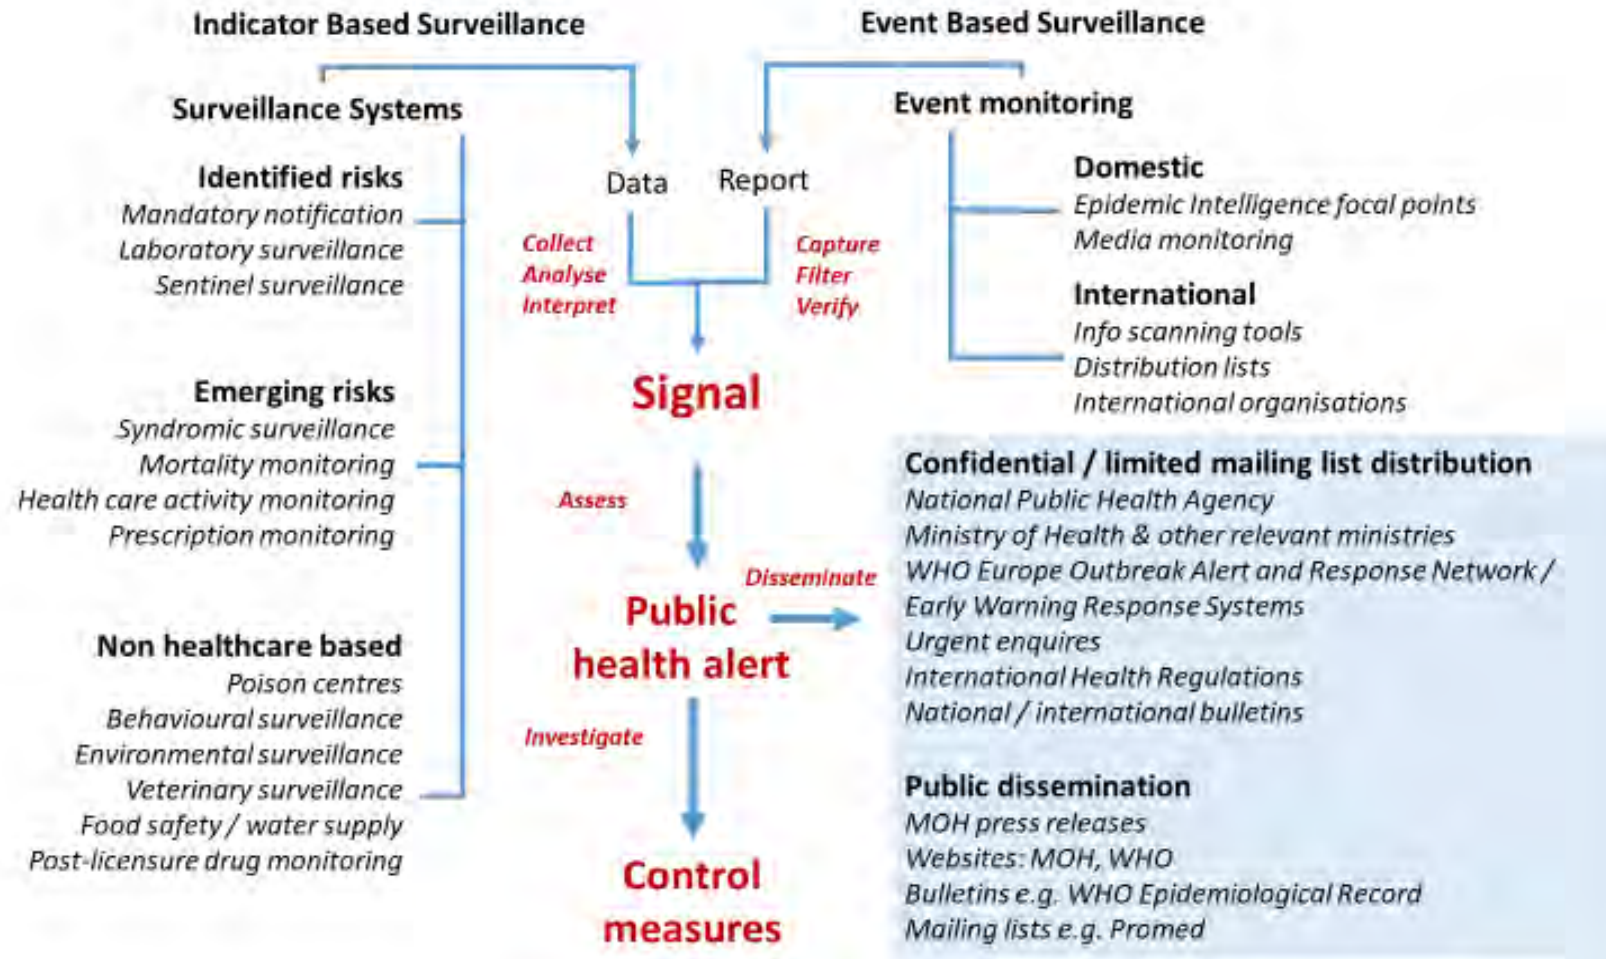 Indicator Based Surveillance
Surveillance Systems
Identified risks
Mandatory notification
Laboratory surveillance
Sentinel surveillance
Emerging risks
Syndromic surveillance
Mortality monitoring
Health care activity monitoring
Prescription monitoring
Non healthcare based
Poison centres
Behavioural surveillance
Environmental surveillance
Veterinary surveillance
Food safety / water supply
Post-licensure drug monitoring
Event Based Surveillance
Event monitoring
Domestic
Epidemic Intelligence focal points
Media monitoring
International
Info scanning tools
Distribution lists
International organisations
Data
Report
Collect
Analyse
Interpret
Capture
Filter
Verify
Signal
Assess
Public
health alert
Disseminate
Investigate
Control
measures
Confidential / limited mailing list distribution
National Public Health Agency
Ministry of Health & other relevant ministries
WHO Europe Outbreak Alert and Response Network /
Early Warning Response Systems
Urgent enquires
International Health Regulations
National / international bulletins
Public dissemination
MOH press releases
Websites: MOH, WHO
Bulletins e.g. WHO Epidemiological Record
Mailing lists e.g. Promed